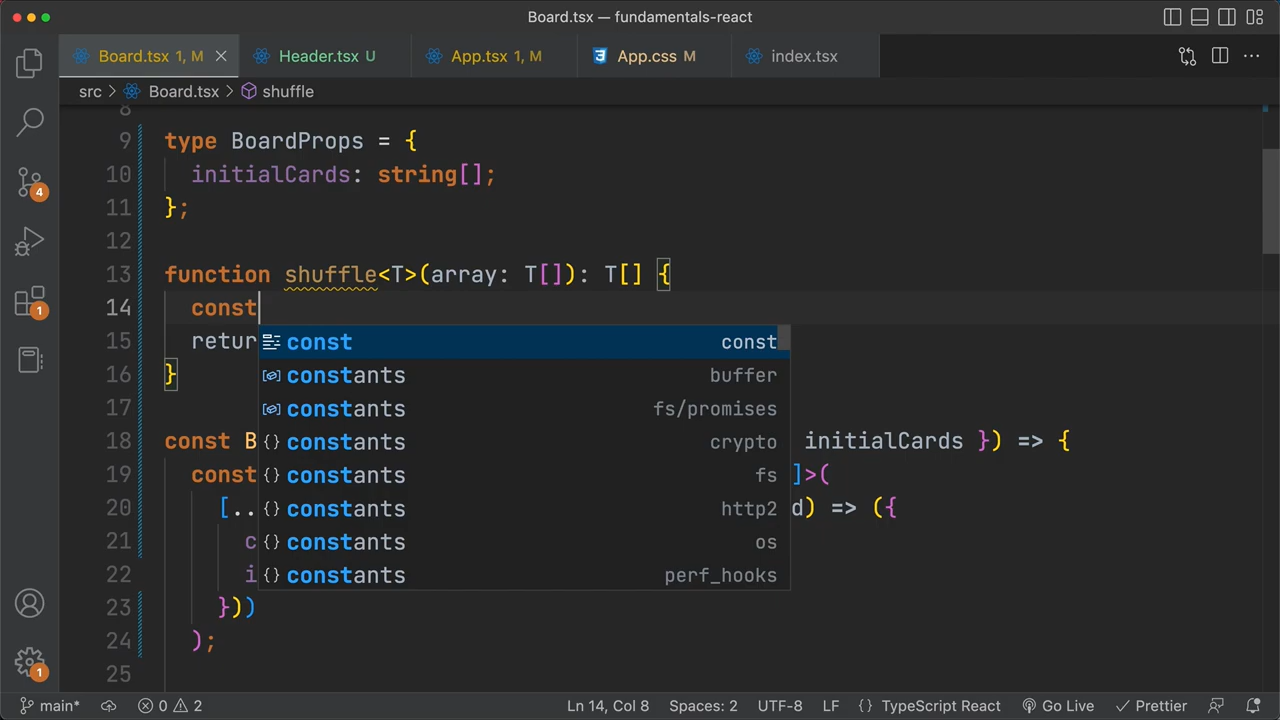 Board.tsx — fundamentals-react
Board.tsx 1, M
Header.tsx U
App.tsx 1, M
App.css M
index.tsx
src > Board.tsx > shuffle
8
9 type BoardProps = {
10 initialCards: string[];
11 };
12
13 function shuffle<T>(array: T[]): T[] {
14 const
15 retur
16 }
17
18 const B initialCards }) => {
19 const ]>(
20 [.. d) => ({
21 c
22 i
23 }))
24 );
25
const const
constants buffer
constants fs/promises
constants crypto
constants fs
constants http2
constants os
constants perf_hooks
4
1
1
main* 0 2 Ln 14, Col 8 Spaces: 2 UTF-8 LF {} TypeScript React Go Live Prettier